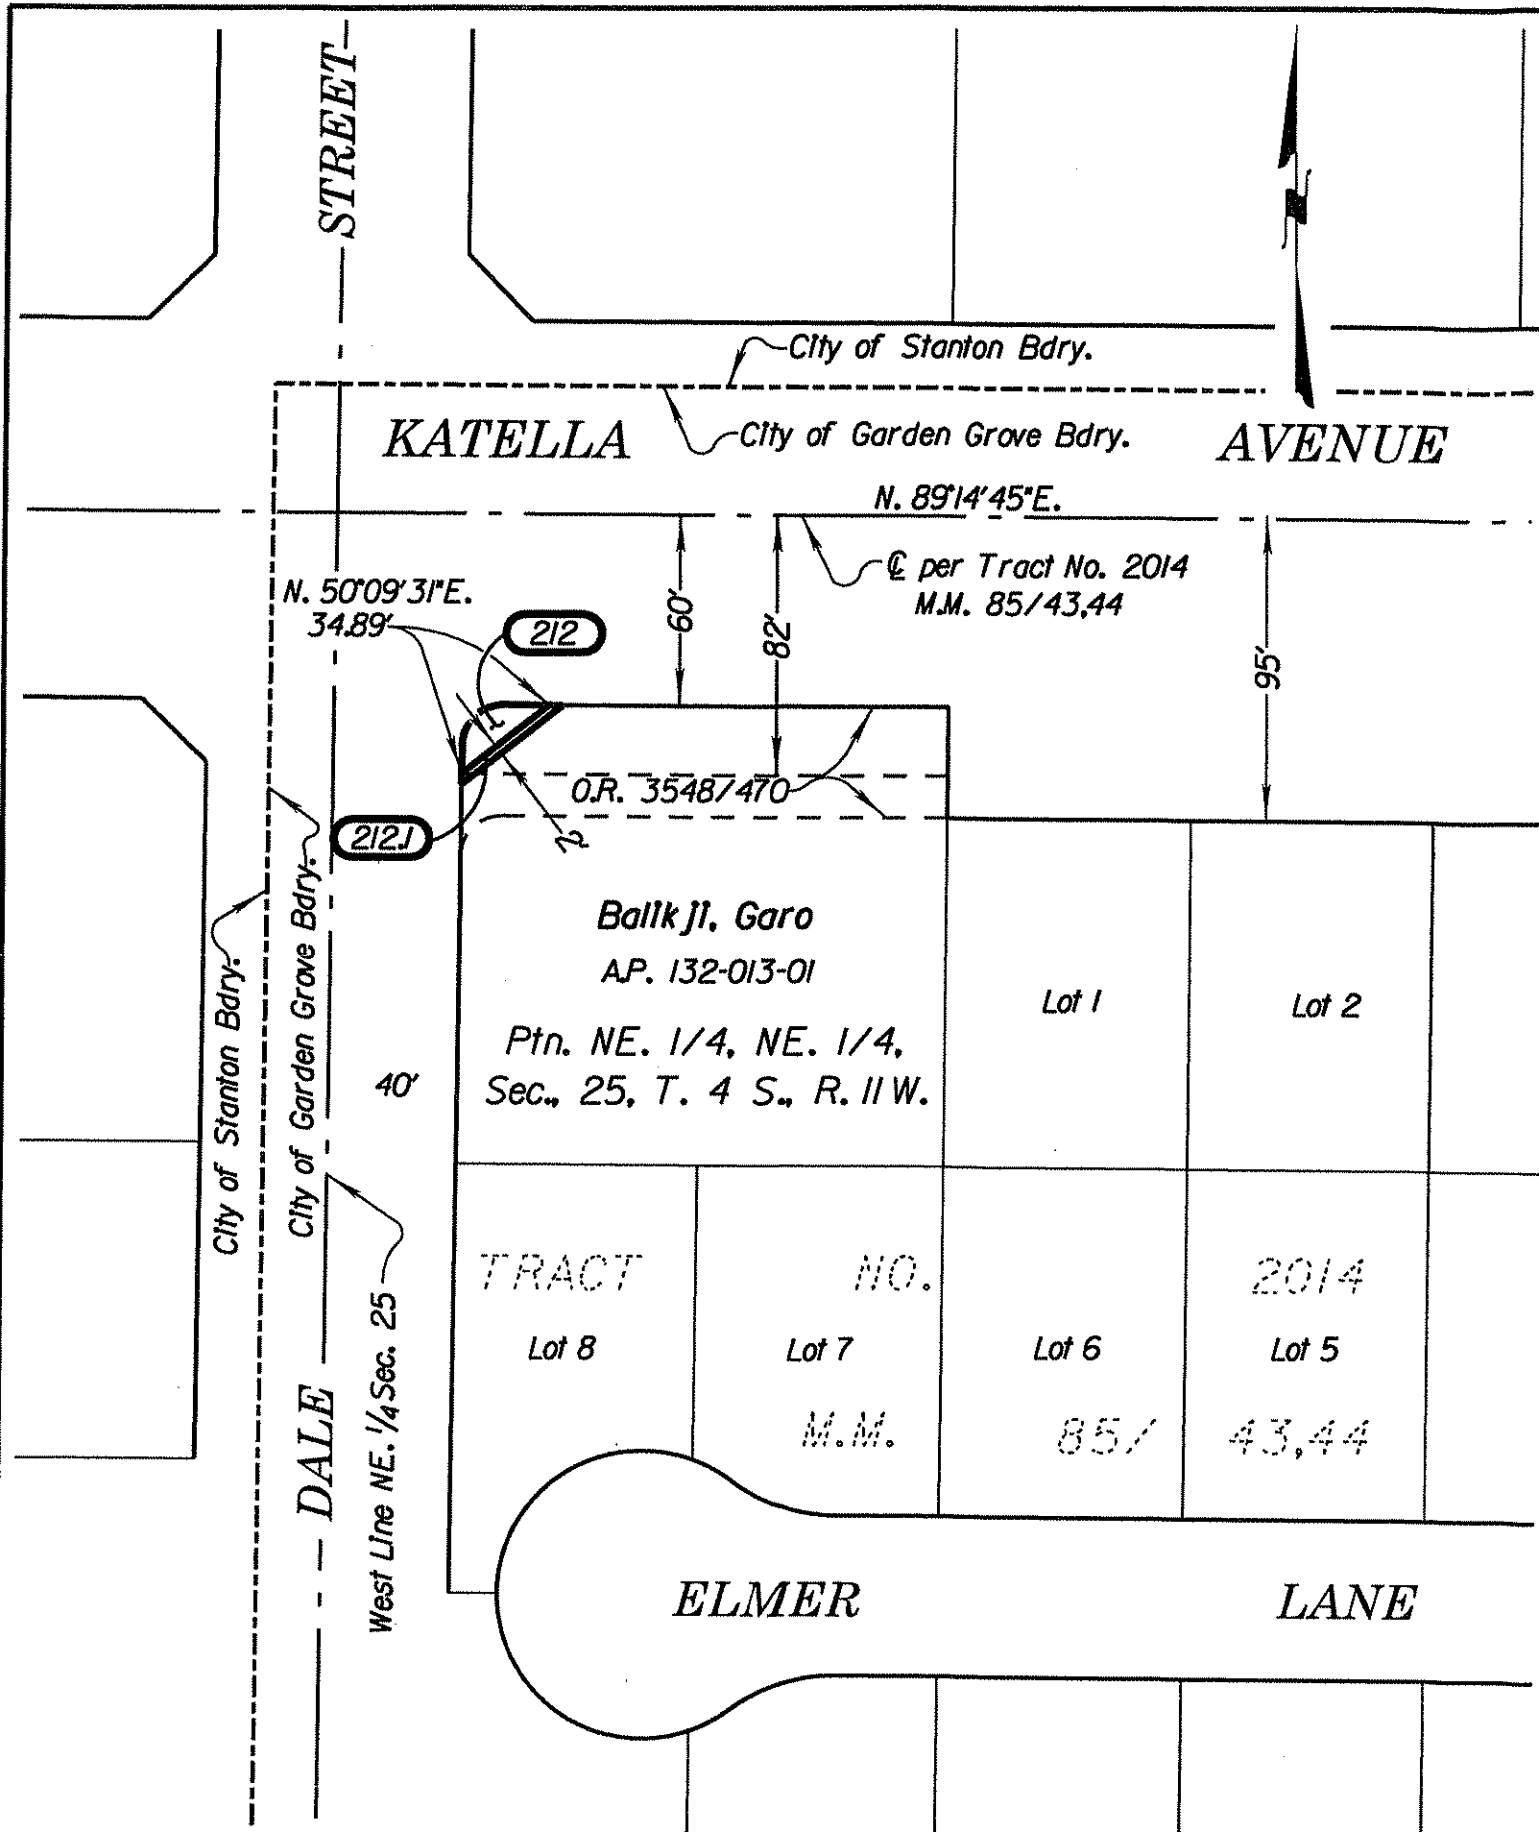 STREET
City of Stanton Bdry.
KATELLA
City of Garden Grove Bdry.
AVENUE
N. 89°14'45"E.
℄ per Tract No. 2014
M.M. 85/43,44
N. 50°09'31"E.
34.89'
212
60'
82'
95'
2'
O.R. 3548/470
212.1
Balikji, Garo
A.P. 132-013-01
Ptn. NE. 1/4, NE. 1/4,
Sec., 25, T. 4 S., R. 11 W.
Lot 1
Lot 2
40'
City of Stanton Bdry.
City of Garden Grove Bdry.
West Line NE. 1/4 Sec. 25
TRACT NO. 2014
Lot 8
Lot 7
Lot 6
Lot 5
M.M. 85/ 43,44
DALE
ELMER LANE